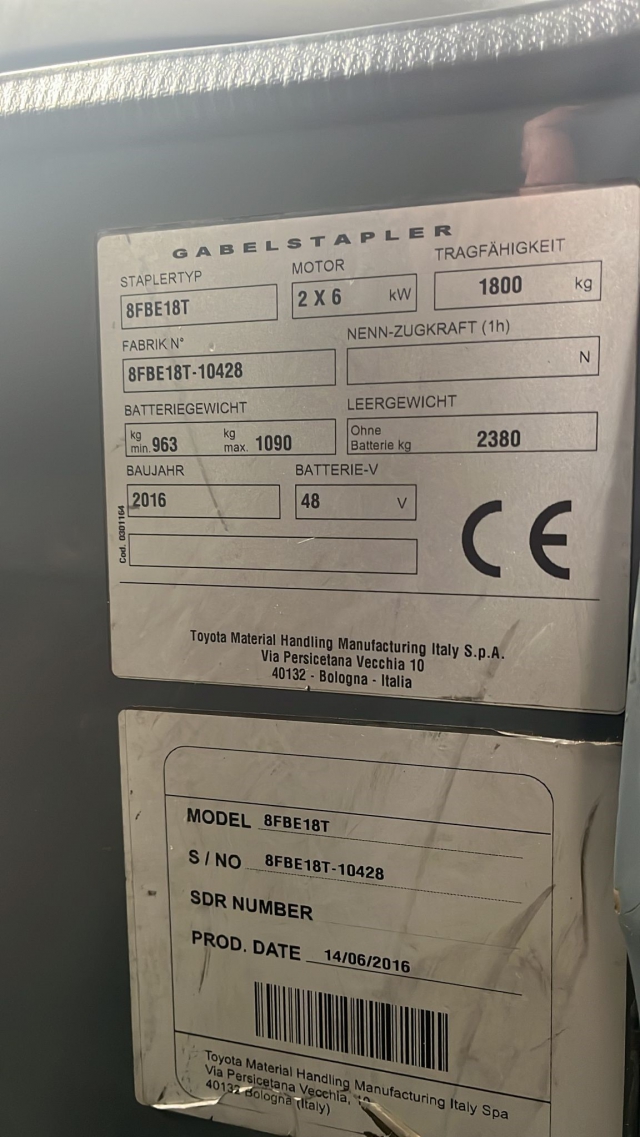 GABELSTAPLER
STAPLERTYP MOTOR TRAGFÄHIGKEIT
8FBE18T 2 X 6 kW 1800 kg
FABRIK N° NENN-ZUGKRAFT (1h)
8FBE18T-10428 N
BATTERIEGEWICHT LEERGEWICHT
kg min. 963 kg max. 1090 Ohne Batterie kg 2380
BAUJAHR BATTERIE-V
2016 48 V
Cod. 0301164
CE
Toyota Material Handling Manufacturing Italy S.p.A.
Via Persicetana Vecchia 10
40132 - Bologna - Italia
MODEL 8FBE18T
S / NO 8FBE18T-10428
SDR NUMBER
PROD. DATE 14/06/2016
Toyota Material Handling Manufacturing Italy Spa
Via Persicetana Vecchia,
40132 Bologna (Italy)